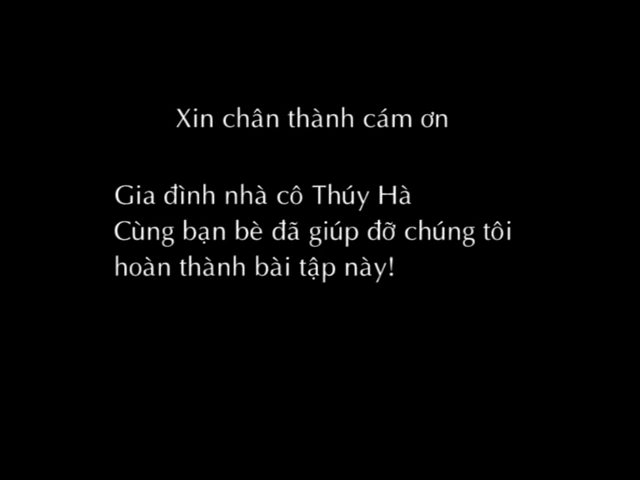 Xin chân thành cám ơn
Gia đình nhà cô Thúy Hà
Cùng bạn bè đã giúp đỡ chúng tôi
hoàn thành bài tập này!